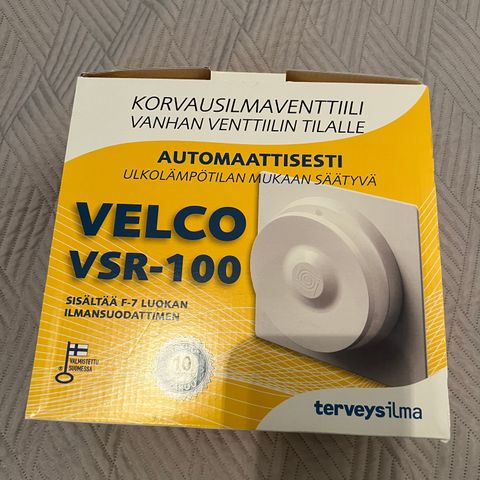 KORVAUSILMAVENTTIILI
VANHAN VENTTIILIN TILALLE
AUTOMAATTISESTI
ULKOLÄMPÖTILAN MUKAAN SÄÄTYVÄ
VELCO
VSR-100
SISÄLTÄÄ F-7 LUOKAN
ILMANSUODATTIMEN
VALMISTETTU
SUOMESSA
10
terveysilma